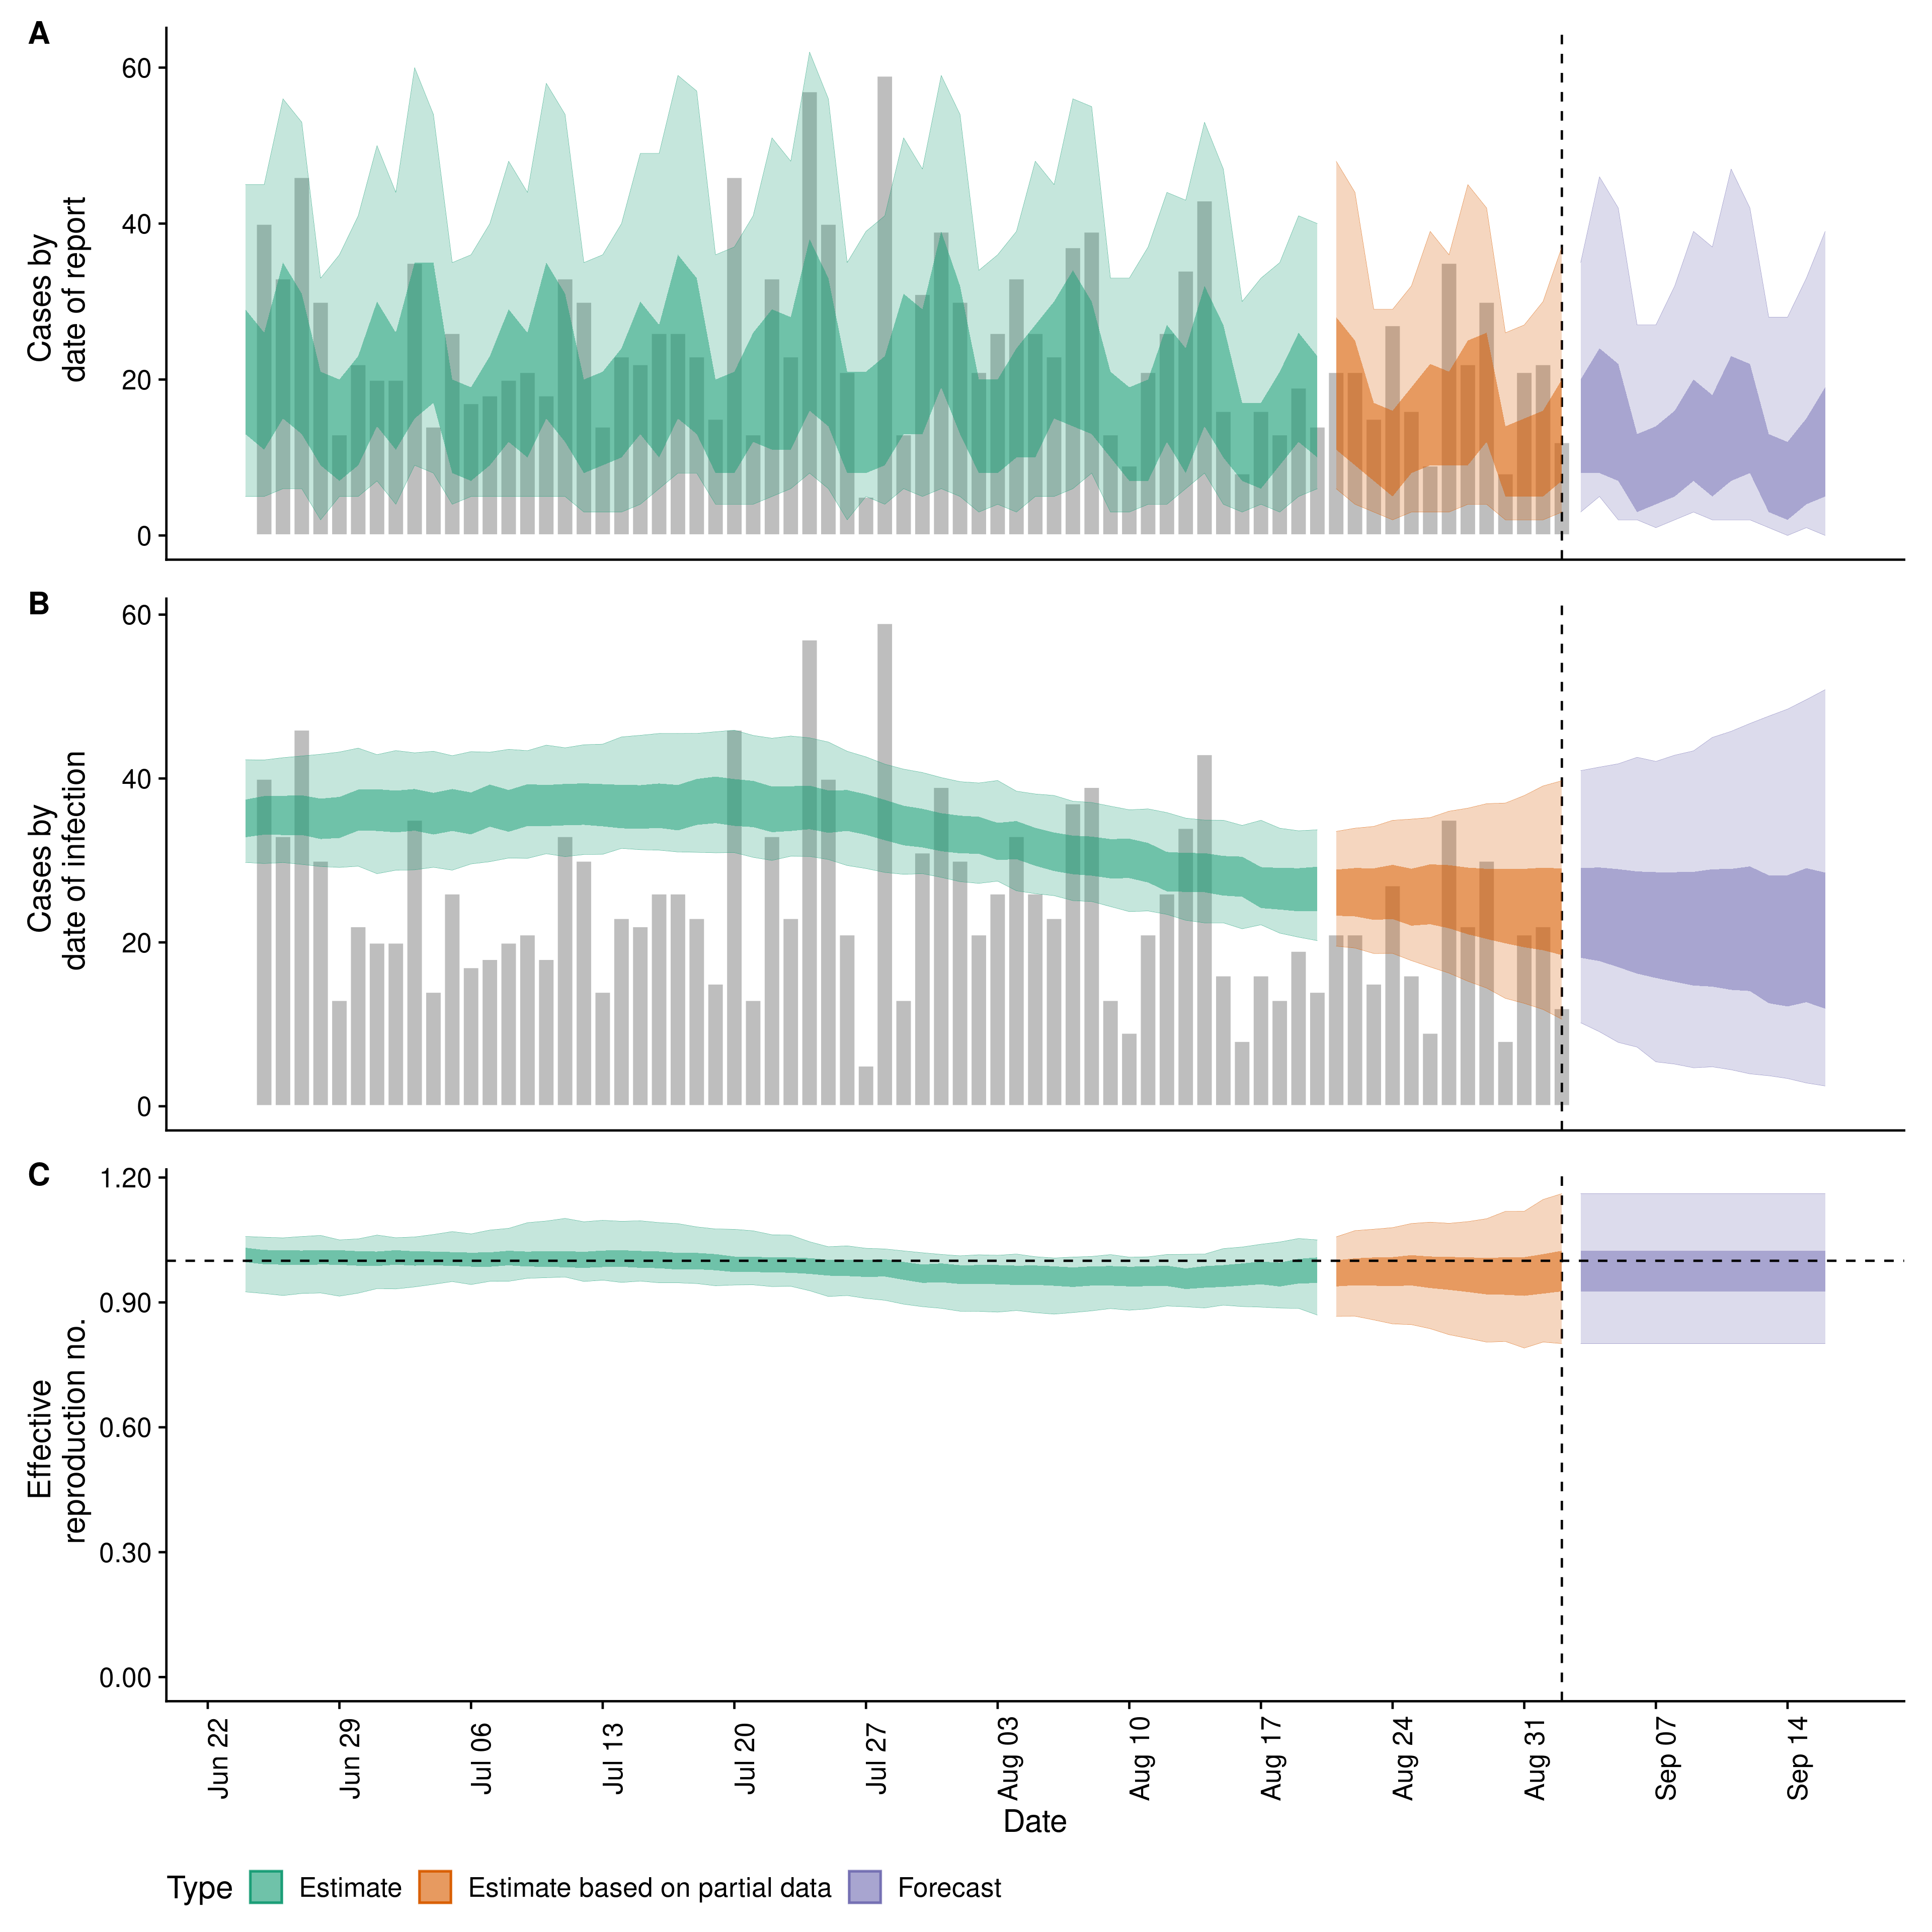 A
60
40
20
0
Cases by
date of report
B
60
40
20
0
Cases by
date of infection
C
1.20
0.90
0.60
0.30
0.00
Effective
reproduction no.
Jun 22
Jun 29
Jul 06
Jul 13
Jul 20
Jul 27
Aug 03
Aug 10
Aug 17
Aug 24
Aug 31
Sep 07
Sep 14
Date
Type Estimate Estimate based on partial data Forecast